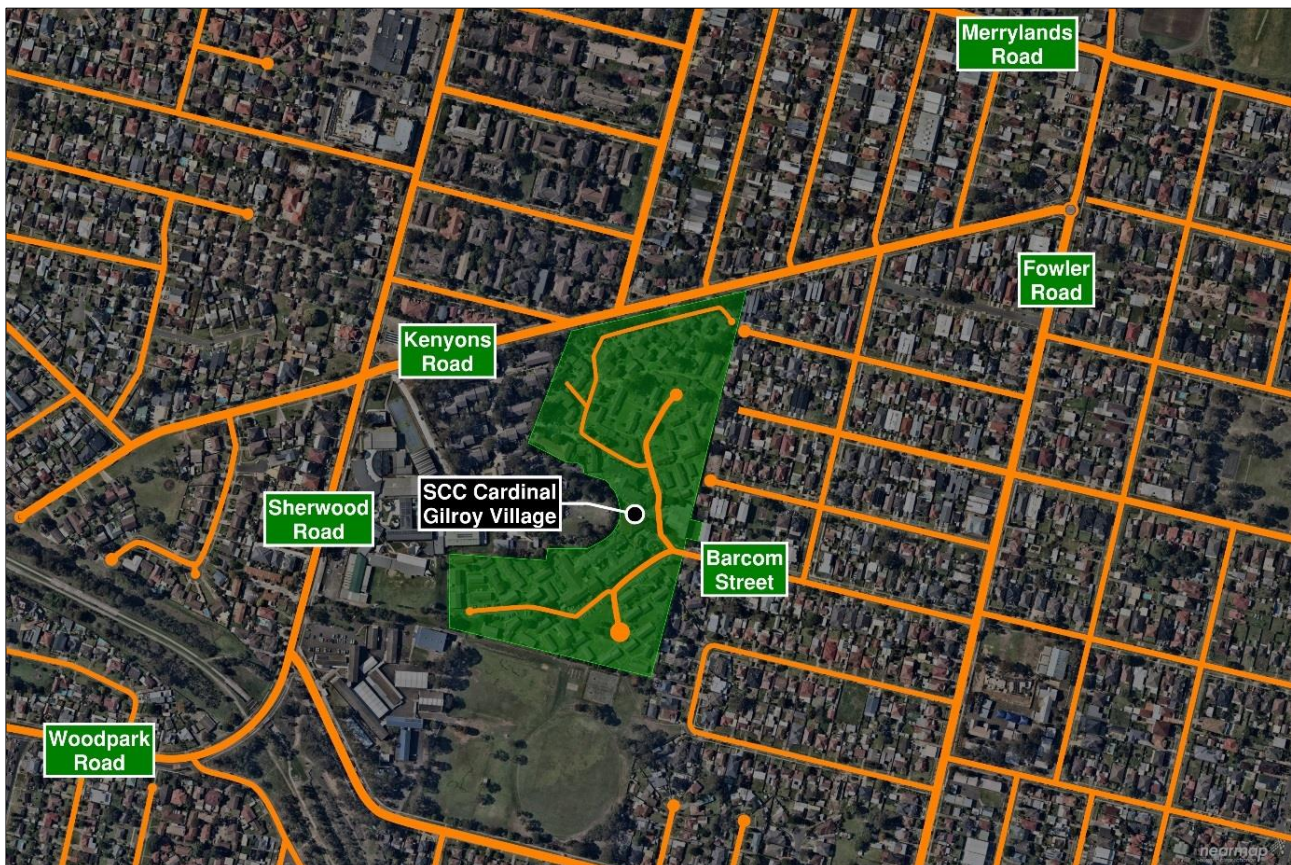 Merrylands
Road
Fowler
Road
Kenyons
Road
SCC Cardinal
Gilroy Village
Sherwood
Road
Barcom
Street
Woodpark
Road
nearmap